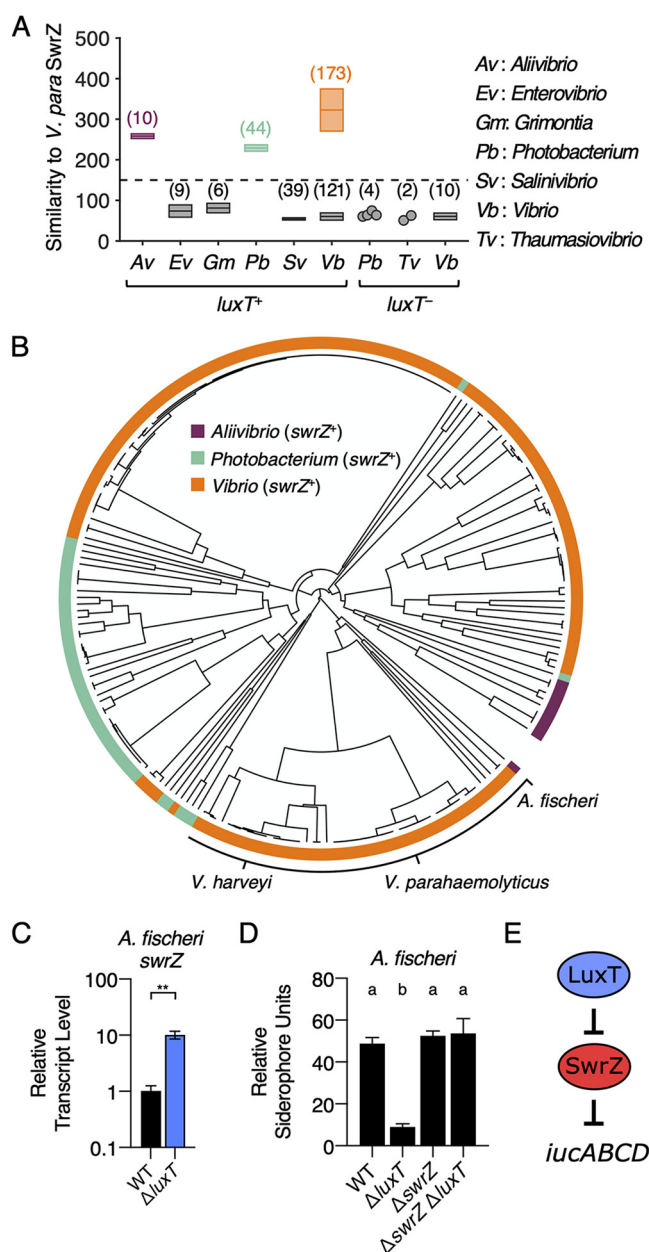 A
Similarity to V. para SwrZ
500
400
300
200
100
0
(10)
(9)
(6)
(44)
(39)
(173)
(121)
(4)
(2)
(10)
Av Ev Gm Pb Sv Vb Pb Tv Vb
luxT+ luxT–
Av : Aliivibrio
Ev : Enterovibrio
Gm: Grimontia
Pb : Photobacterium
Sv : Salinivibrio
Vb : Vibrio
Tv : Thaumasiovibrio
B
Aliivibrio (swrZ+)
Photobacterium (swrZ+)
Vibrio (swrZ+)
A. fischeri
V. parahaemolyticus
V. harveyi
C
A. fischeri
swrZ
Relative
Transcript Level
100
10
1
0.1
**
WT
ΔluxT
D
A. fischeri
Relative
Siderophore Units
80
60
40
20
0
a b a a
WT
ΔluxT
ΔswrZ
ΔswrZ ΔluxT
E
LuxT
SwrZ
iucABCD